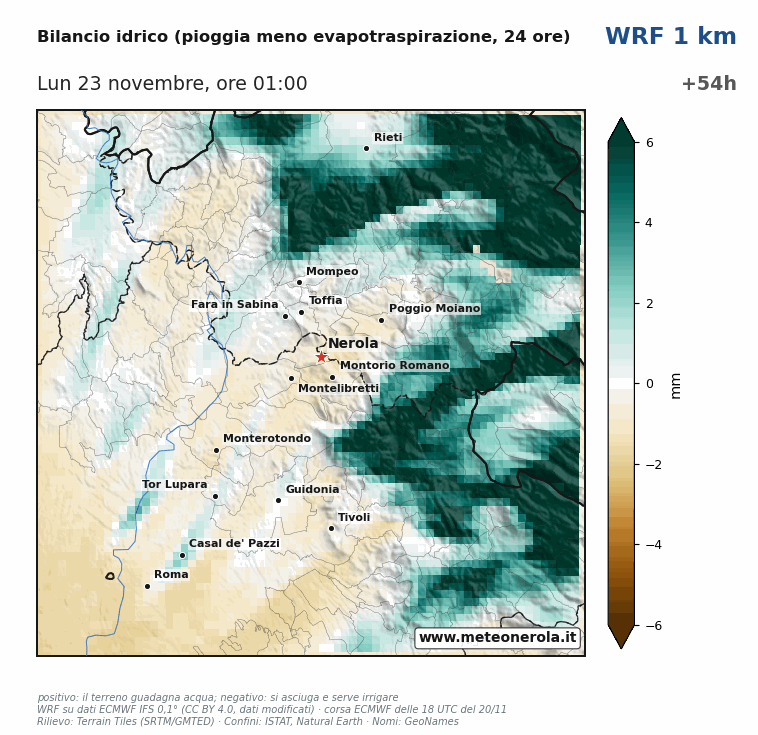 Bilancio idrico (pioggia meno evapotraspirazione, 24 ore)
WRF 1 km
Lun 23 novembre, ore 01:00
+54h
Rieti
Mompeo
Fara in Sabina
Toffia
Poggio Moiano
Nerola
Montorio Romano
Montelibretti
Monterotondo
Tor Lupara
Guidonia
Tivoli
Casal de' Pazzi
Roma
www.meteonerola.it
6
4
2
0
−2
−4
−6
mm
positivo: il terreno guadagna acqua; negativo: si asciuga e serve irrigare
WRF su dati ECMWF IFS 0,1° (CC BY 4.0, dati modificati) · corsa ECMWF delle 18 UTC del 20/11
Rilievo: Terrain Tiles (SRTM/GMTED) · Confini: ISTAT, Natural Earth · Nomi: GeoNames